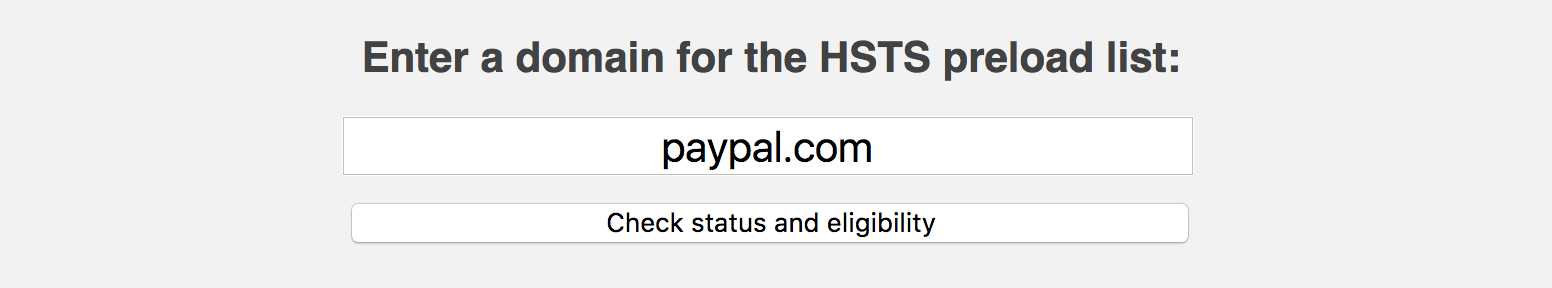 Enter a domain for the HSTS preload list:
paypal.com
Check status and eligibility